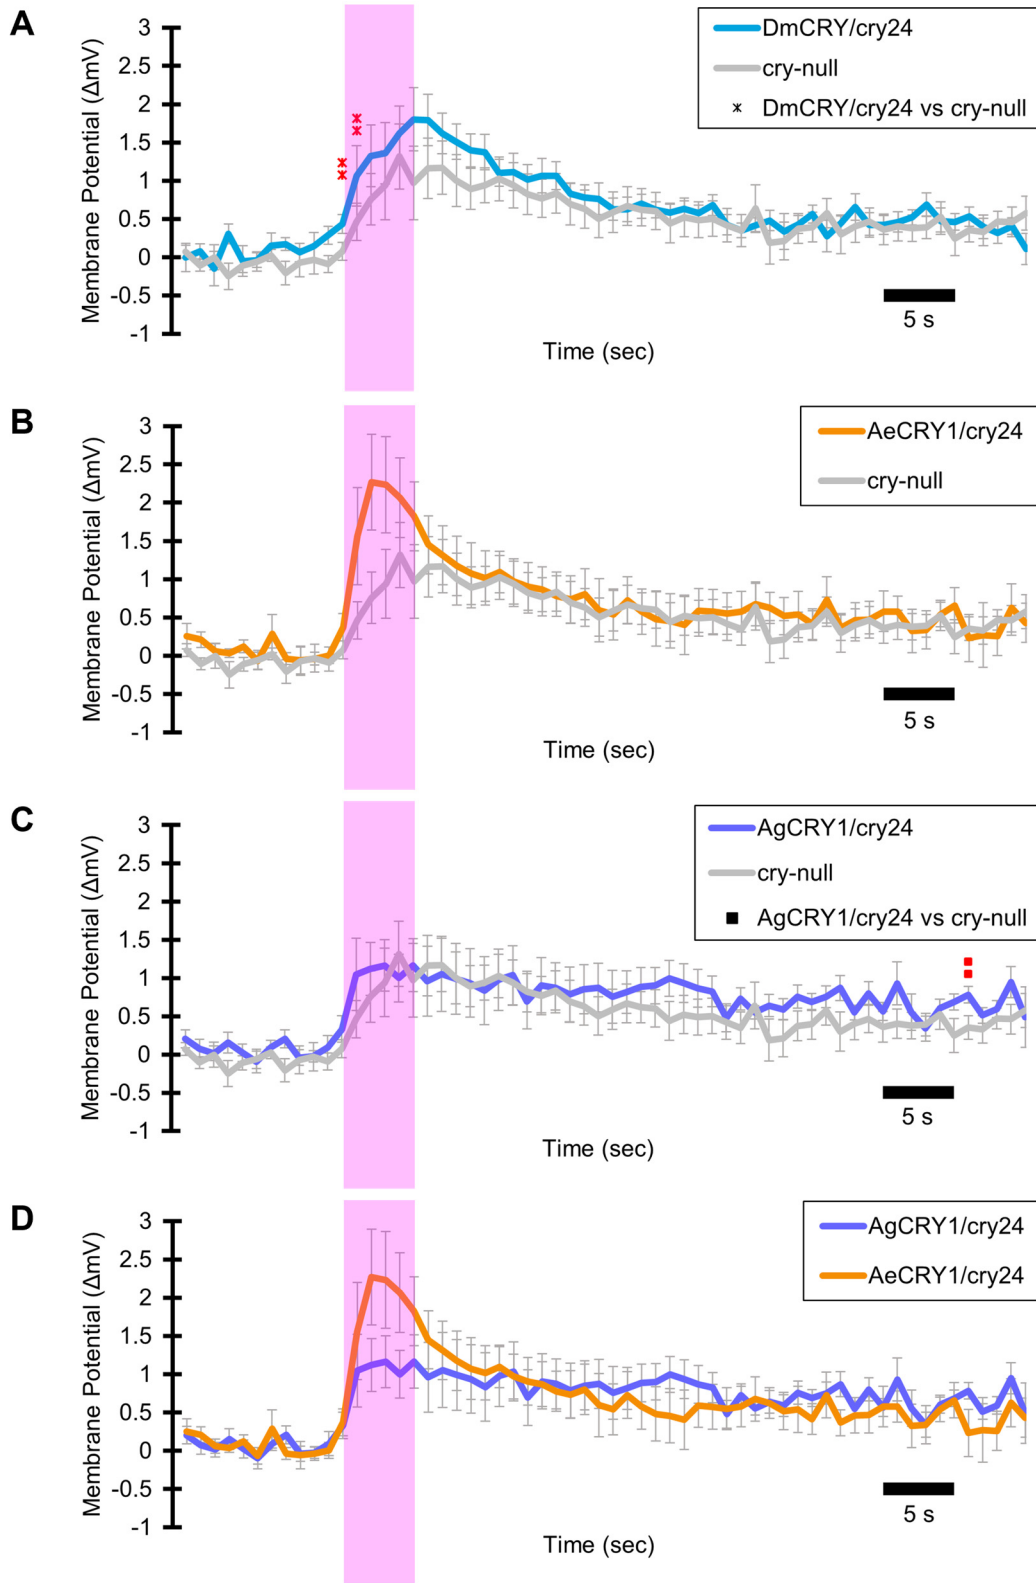 A
Membrane Potential (ΔmV)
3
2.5
2
1.5
1
0.5
0
-0.5
-1
DmCRY/cry24
cry-null
DmCRY/cry24 vs cry-null
5 s
Time (sec)
B
Membrane Potential (ΔmV)
3
2.5
2
1.5
1
0.5
0
-0.5
-1
AeCRY1/cry24
cry-null
5 s
Time (sec)
C
Membrane Potential (ΔmV)
3
2.5
2
1.5
1
0.5
0
-0.5
-1
AgCRY1/cry24
cry-null
AgCRY1/cry24 vs cry-null
5 s
Time (sec)
D
Membrane Potential (ΔmV)
3
2.5
2
1.5
1
0.5
0
-0.5
-1
AgCRY1/cry24
AeCRY1/cry24
5 s
Time (sec)